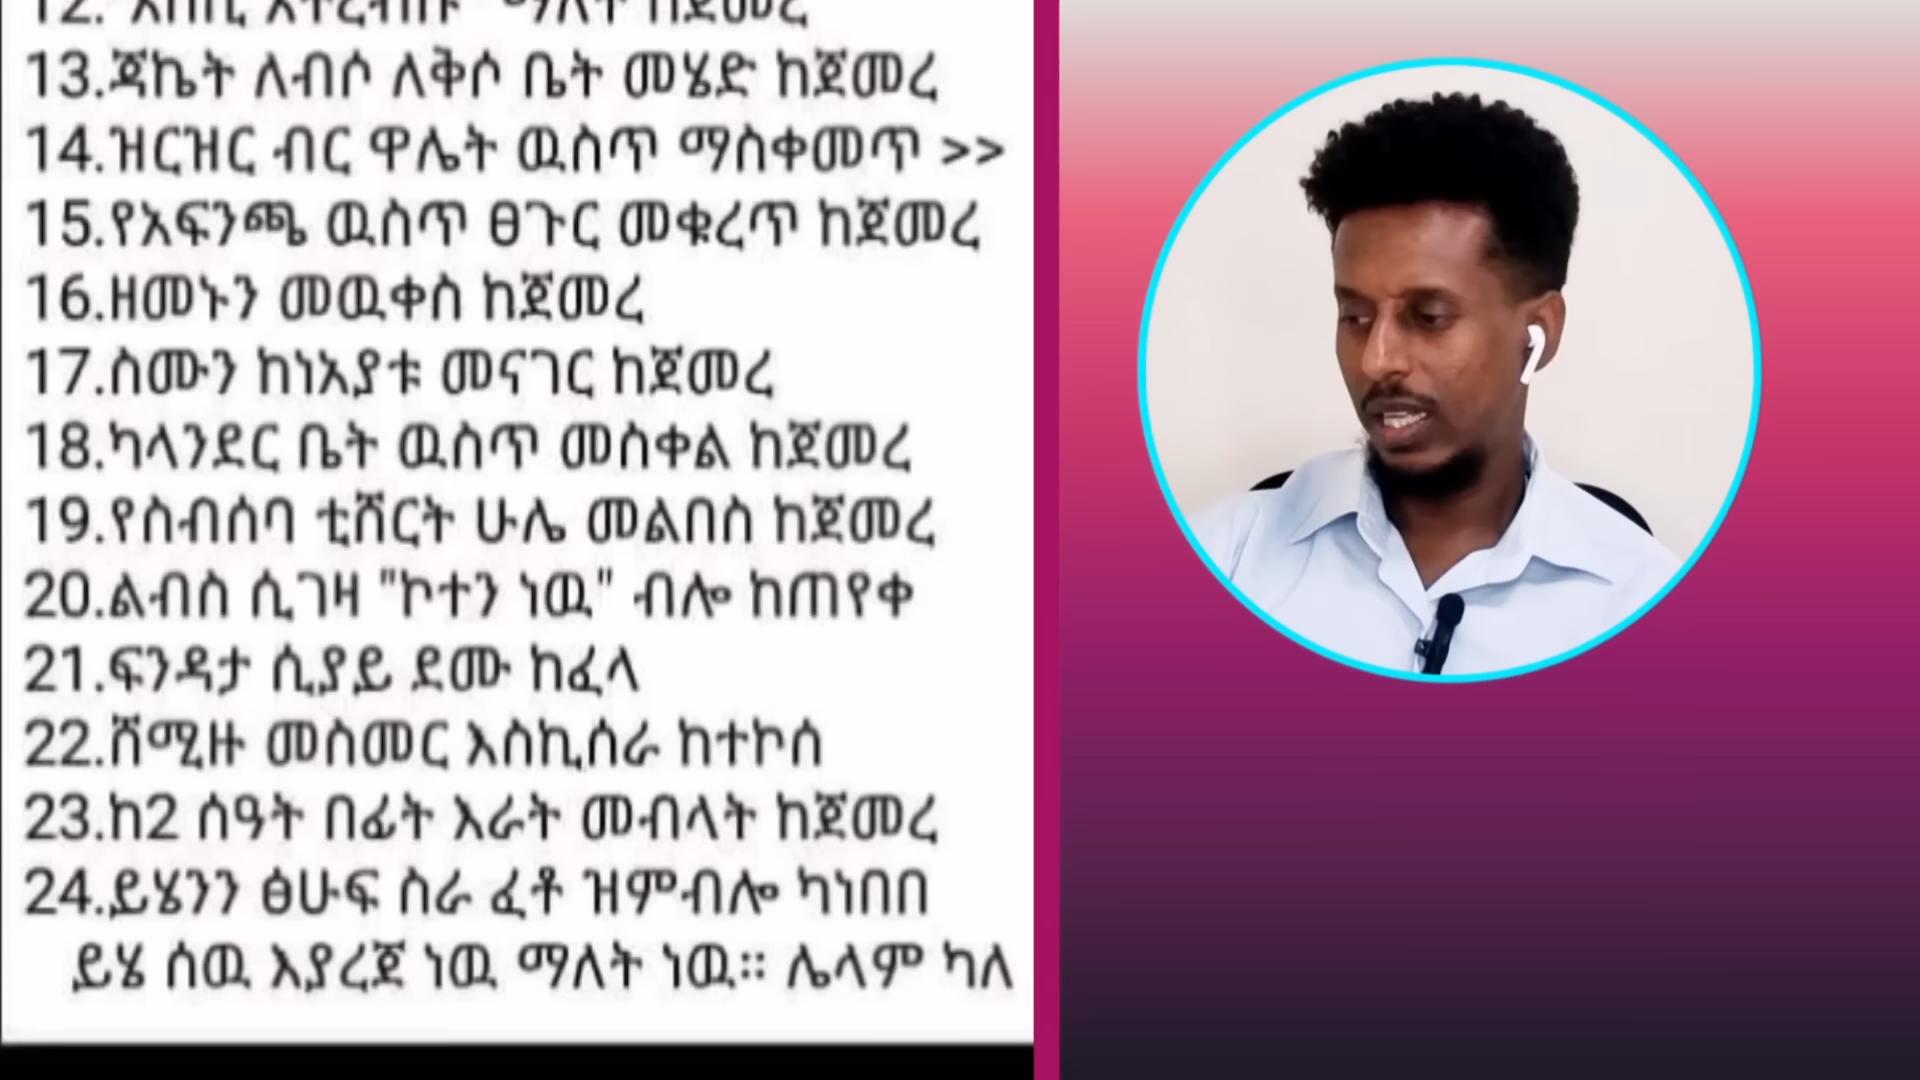 13.ጃኬት ለብሶ ለቅሶ ቤት መሄድ ከጀመረ
14.ዝርዝር ብር ዋሌት ዉስጥ ማስቀመጥ >>
15.የአፍንጫ ዉስጥ ፀጉር መቁረጥ ከጀመረ
16.ዘመኑን መዉቀስ ከጀመረ
17.ስሙን ከነአያቱ መናገር ከጀመረ
18.ካላንደር ቤት ዉስጥ መስቀል ከጀመረ
19.የስብሰባ ቲሸርት ሁሌ መልበስ ከጀመረ
20.ልብስ ሲገዛ "ኮተን ነዉ" ብሎ ከጠየቀ
21.ፍንዳታ ሲያይ ደሙ ከፈላ
22.ሸሚዙ መስመር እስኪሰራ ከተኮሰ
23.ከ2 ሰዓት በፊት እራት መብላት ከጀመረ
24.ይሄንን ፅሁፍ ስራ ፈቶ ዝምብሎ ካነበበ
ይሄ ሰዉ እያረጀ ነዉ ማለት ነዉ። ሌላም ካለ